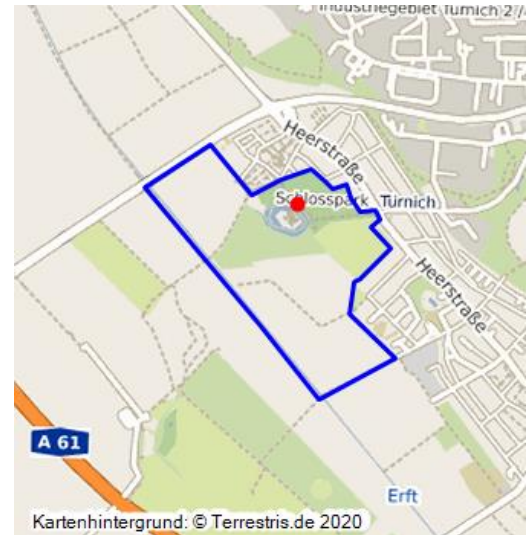 Industriegebiet Türnich 2 /
Heerstraße
Schlosspark Türnich
Heerstraße
A 61
Erft
Kartenhintergrund: © Terrestris.de 2020